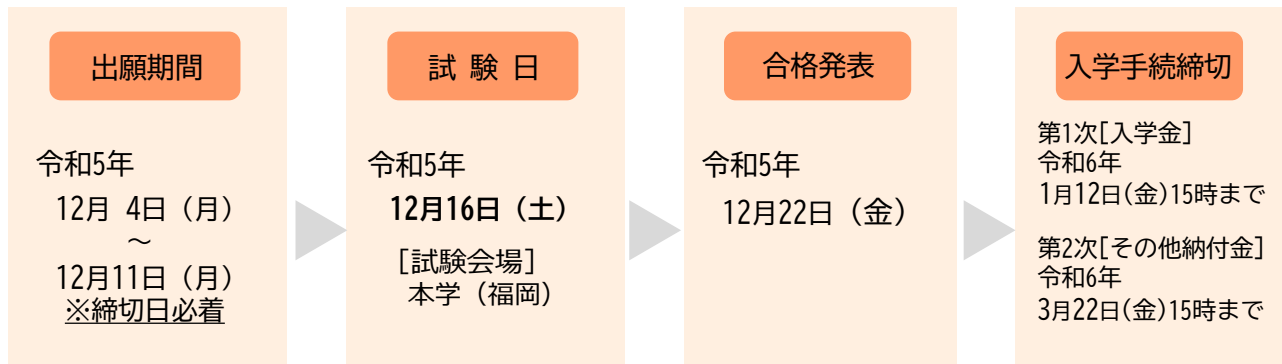 出願期間
令和5年
12月 4日（月）
～
12月11日（月）
※締切日必着
試 験 日
令和5年
12月16日（土）
［試験会場］
本学（福岡）
合格発表
令和5年
12月22日（金）
入学手続締切
第1次[入学金]
令和6年
1月12日(金)15時まで
第2次[その他納付金]
令和6年
3月22日(金)15時まで